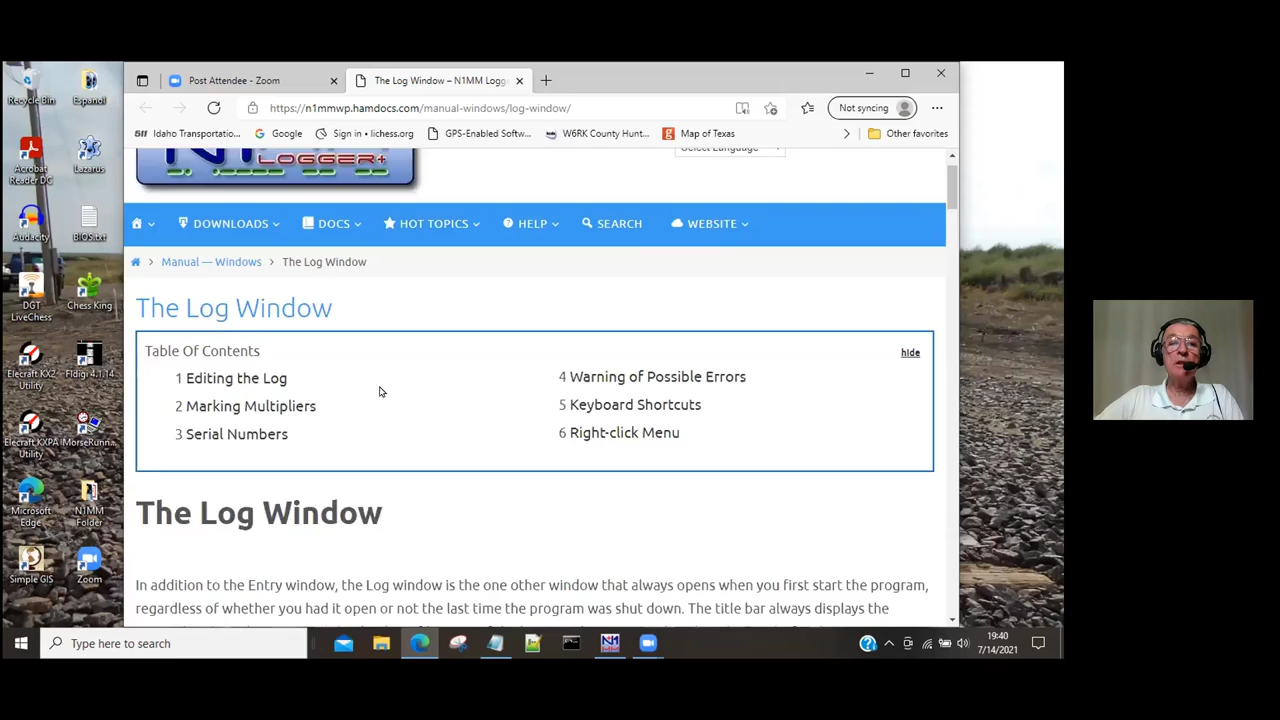 Recycle Bin
Espanol
Acrobat
Reader DC
Lazarus
Audacity
BIOS.txt
DGT
LiveChess
Chess King
Elecraft KX2
Utility
Fldigi 4.1.14
Elecraft KXPA
Utility
MorseRunn...
Microsoft
Edge
N1MM
Folder
Simple GIS
Zoom
Post Attendee - Zoom
The Log Window – N1MM Logg
https://n1mmwp.hamdocs.com/manual-windows/log-window/
Not syncing
511 Idaho Transportatio...
Google
Sign in • lichess.org
GPS-Enabled Softw...
W6RK County Hunt...
Map of Texas
Other favorites
LOGGER+
Select Language
DOWNLOADS
DOCS
HOT TOPICS
HELP
SEARCH
WEBSITE
Manual — Windows > The Log Window
The Log Window
Table Of Contents
hide
1 Editing the Log
2 Marking Multipliers
3 Serial Numbers
4 Warning of Possible Errors
5 Keyboard Shortcuts
6 Right-click Menu
The Log Window
In addition to the Entry window, the Log window is the one other window that always opens when you first start the program,
regardless of whether you had it open or not the last time the program was shut down. The title bar always displays the
Type here to search
N1
19:40
7/14/2021